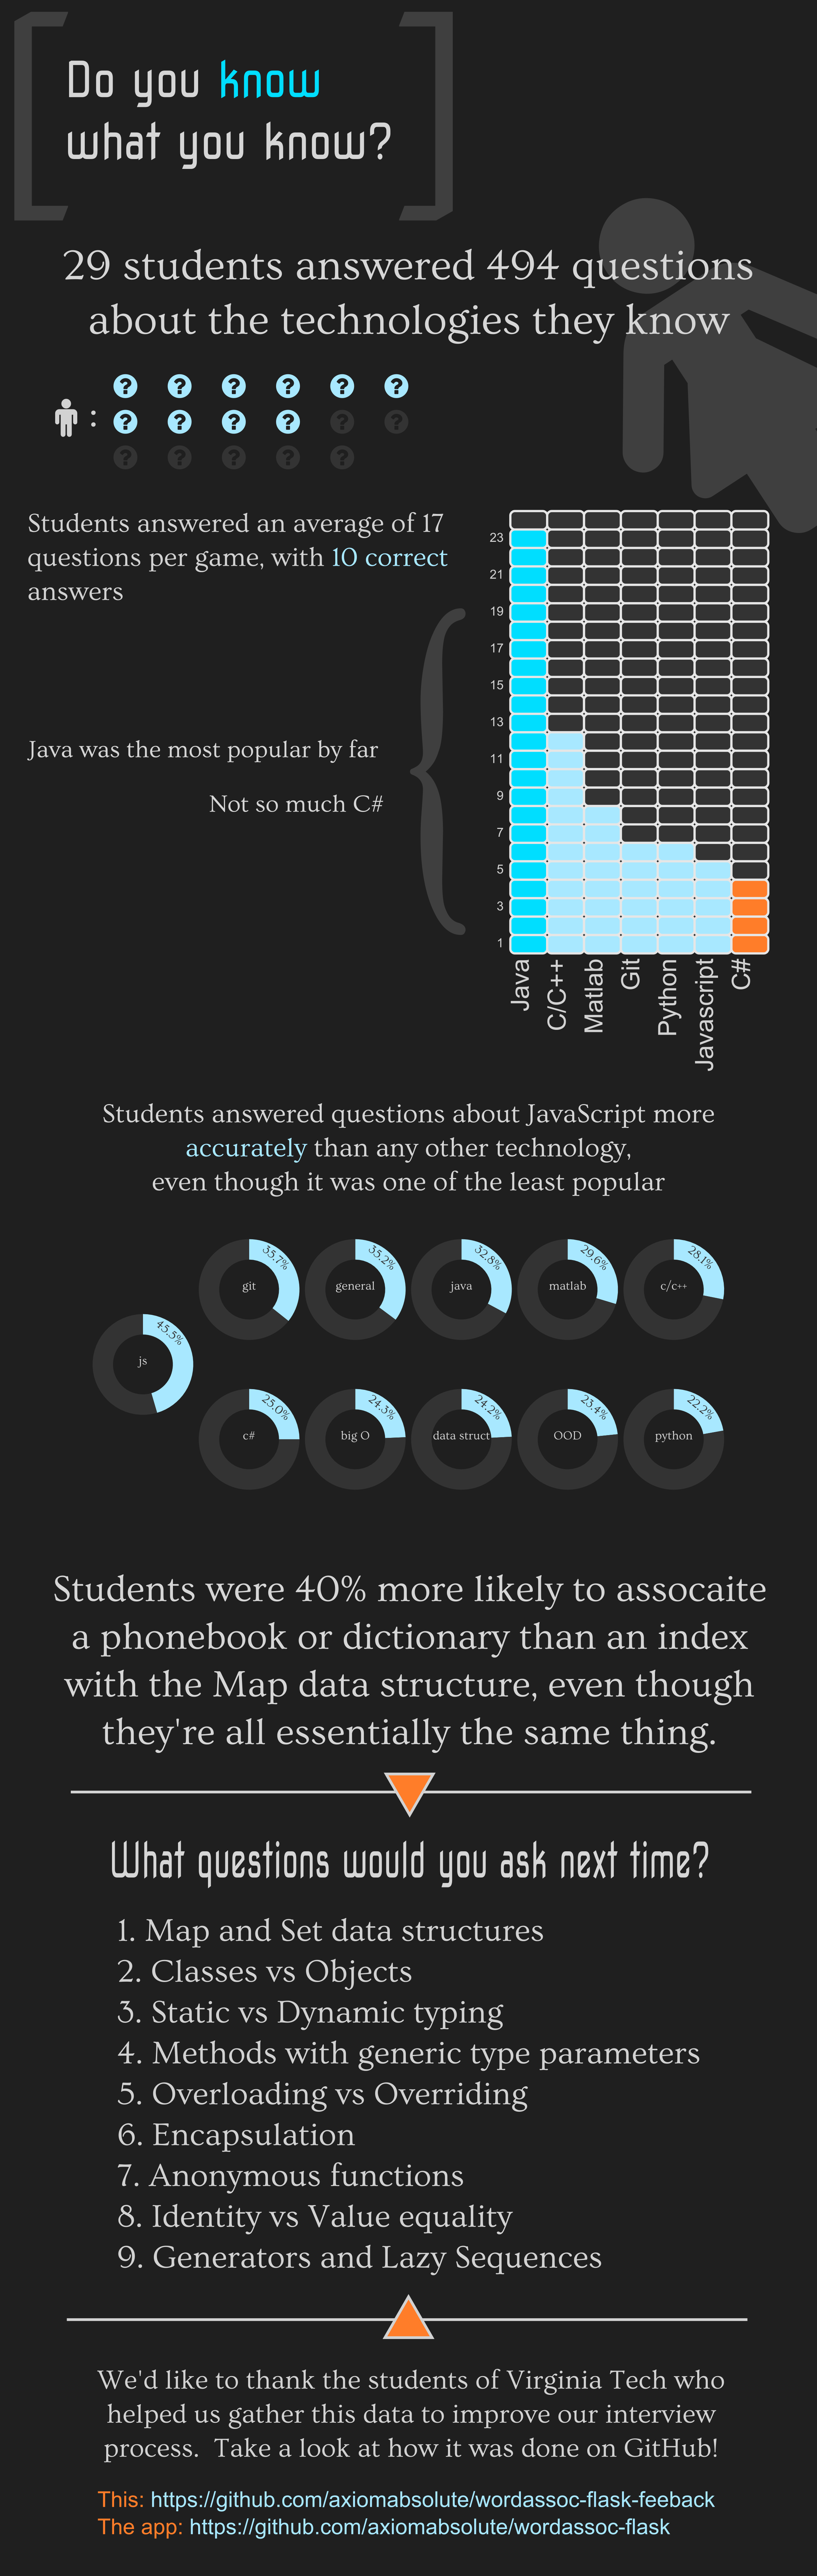 Do you know
what you know?
29 students answered 494 questions
about the technologies they know
? ? ? ? ? ?
: ? ? ? ? ? ?
? ? ? ? ?
Students answered an average of 17
questions per game, with 10 correct
answers
Java was the most popular by far
Not so much C#
23
21
19
17
15
13
11
9
7
5
3
1
Java
C/C++
Matlab
Git
Python
Javascript
C#
Students answered questions about JavaScript more
accurately than any other technology,
even though it was one of the least popular
45.5%
js
35.7%
git
35.2%
general
32.8%
java
29.6%
matlab
28.1%
c/c++
25.0%
c#
24.3%
big O
24.2%
data struct
23.4%
OOD
22.2%
python
Students were 40% more likely to assocaite
a phonebook or dictionary than an index
with the Map data structure, even though
they're all essentially the same thing.
What questions would you ask next time?
1. Map and Set data structures
2. Classes vs Objects
3. Static vs Dynamic typing
4. Methods with generic type parameters
5. Overloading vs Overriding
6. Encapsulation
7. Anonymous functions
8. Identity vs Value equality
9. Generators and Lazy Sequences
We'd like to thank the students of Virginia Tech who
helped us gather this data to improve our interview
process. Take a look at how it was done on GitHub!
This: https://github.com/axiomabsolute/wordassoc-flask-feeback
The app: https://github.com/axiomabsolute/wordassoc-flask